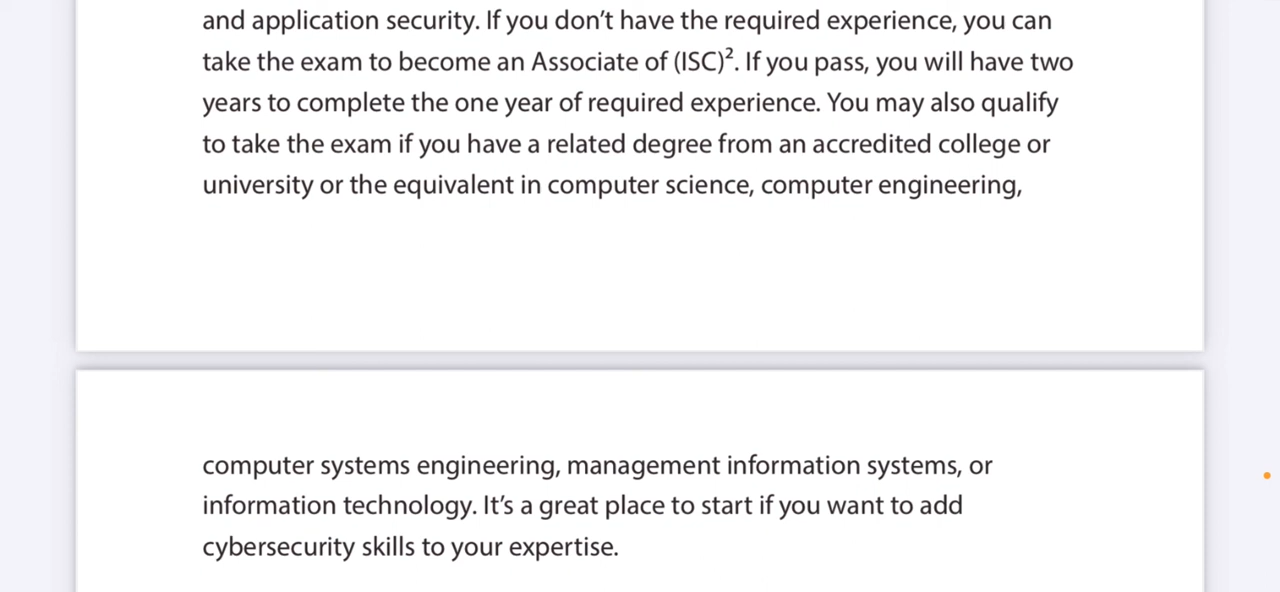 and application security. If you don’t have the required experience, you can
take the exam to become an Associate of (ISC)². If you pass, you will have two
years to complete the one year of required experience. You may also qualify
to take the exam if you have a related degree from an accredited college or
university or the equivalent in computer science, computer engineering,
computer systems engineering, management information systems, or
information technology. It’s a great place to start if you want to add
cybersecurity skills to your expertise.